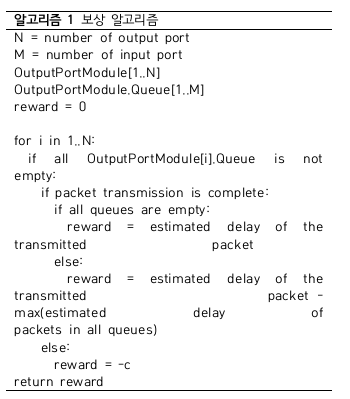 알고리즘 1 보상 알고리즘
N = number of output port
M = number of input port
OutputPortModule[1..N]
OutputPortModule.Queue[1..M]
reward = 0
for i in 1..N:
if all OutputPortModule[i].Queue is not
empty:
if packet transmission is complete:
if all queues are empty:
reward = estimated delay of the
transmitted packet
else:
reward = estimated delay of the
transmitted packet -
max(estimated delay of
packets in all queues)
else:
reward = -c
return reward